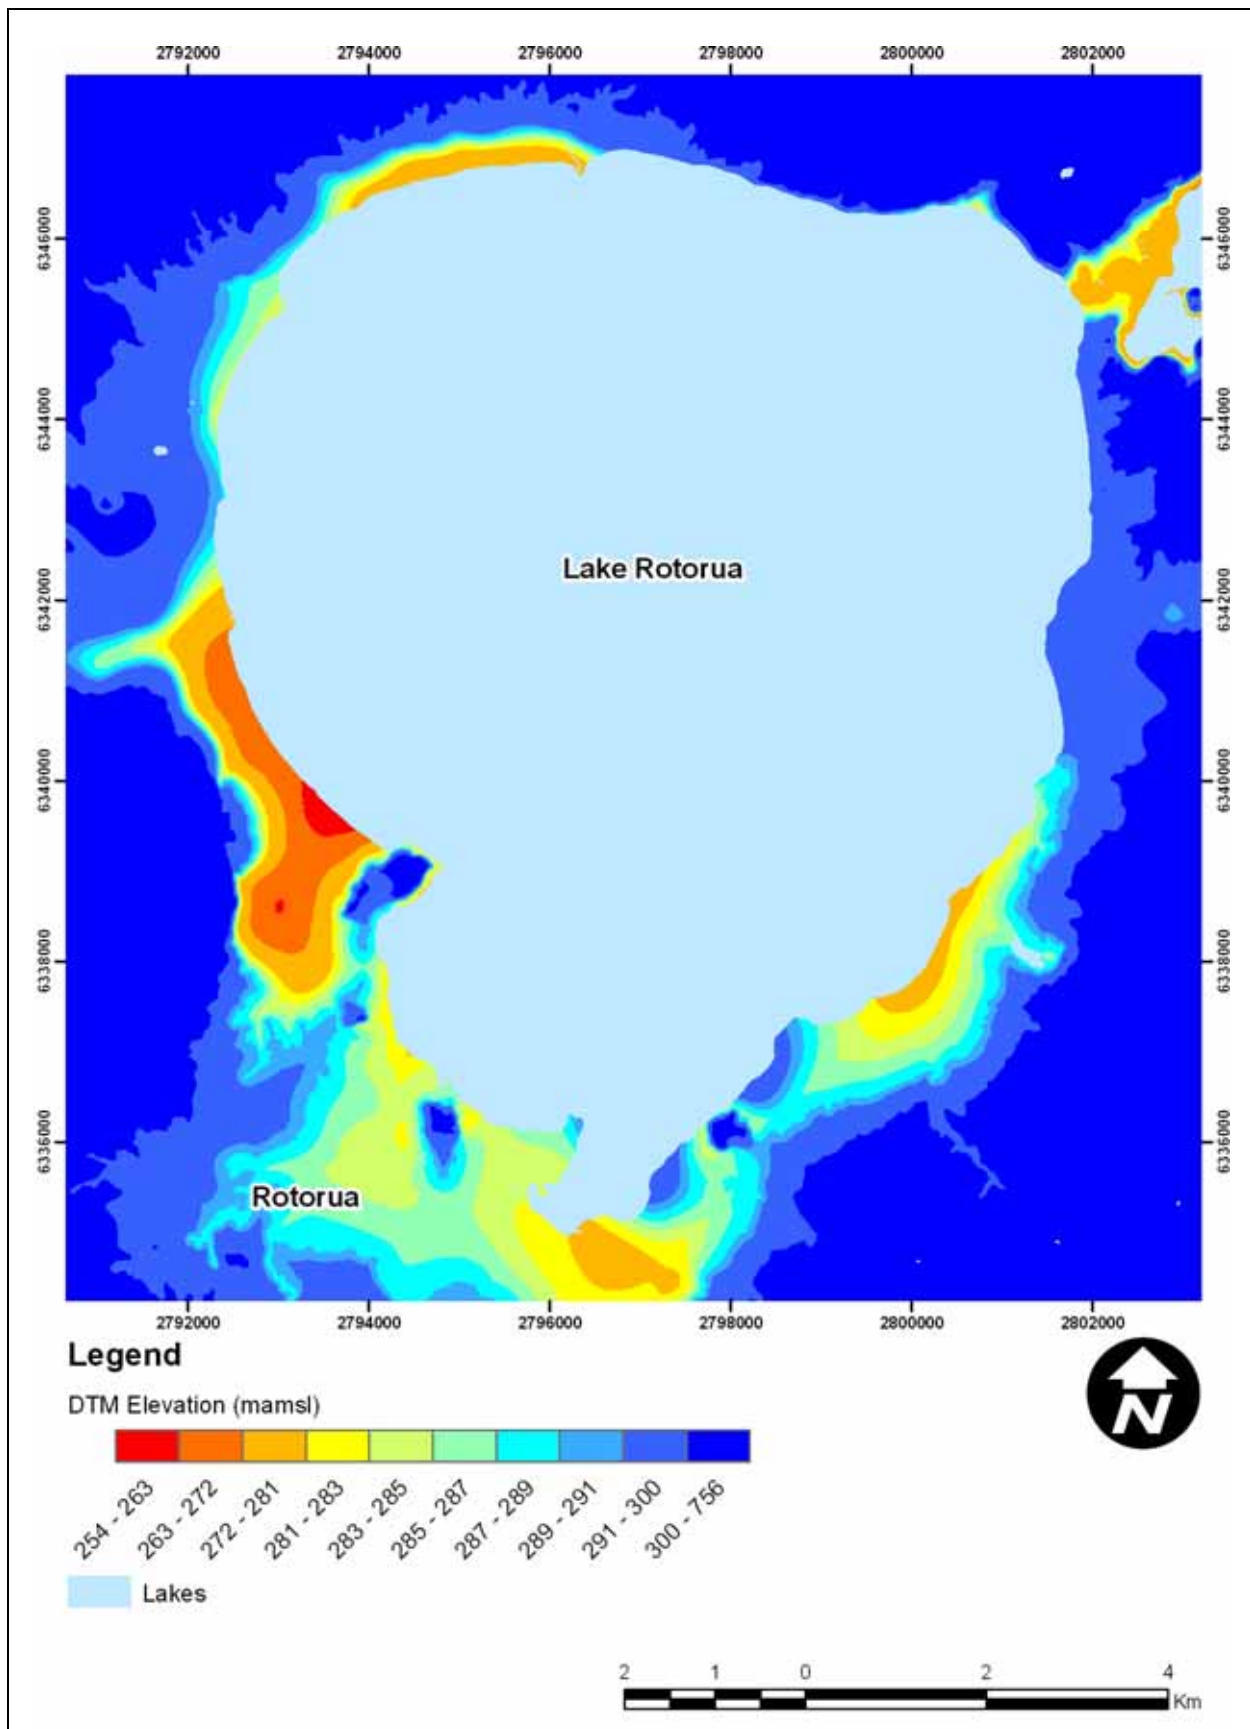 2792000 2794000 2796000 2798000 2800000 2802000
6346000 6346000
6344000 6344000
Lake Rotorua
6342000 6342000
6340000 6340000
6338000 6338000
6336000 6336000
Rotorua
2792000 2794000 2796000 2798000 2800000 2802000
Legend
DTM Elevation (mamsl)
254 - 263
263 - 272
272 - 281
281 - 283
283 - 285
285 - 287
287 - 289
289 - 291
291 - 300
300 - 756
Lakes
N
2 1 0 2 4
Km